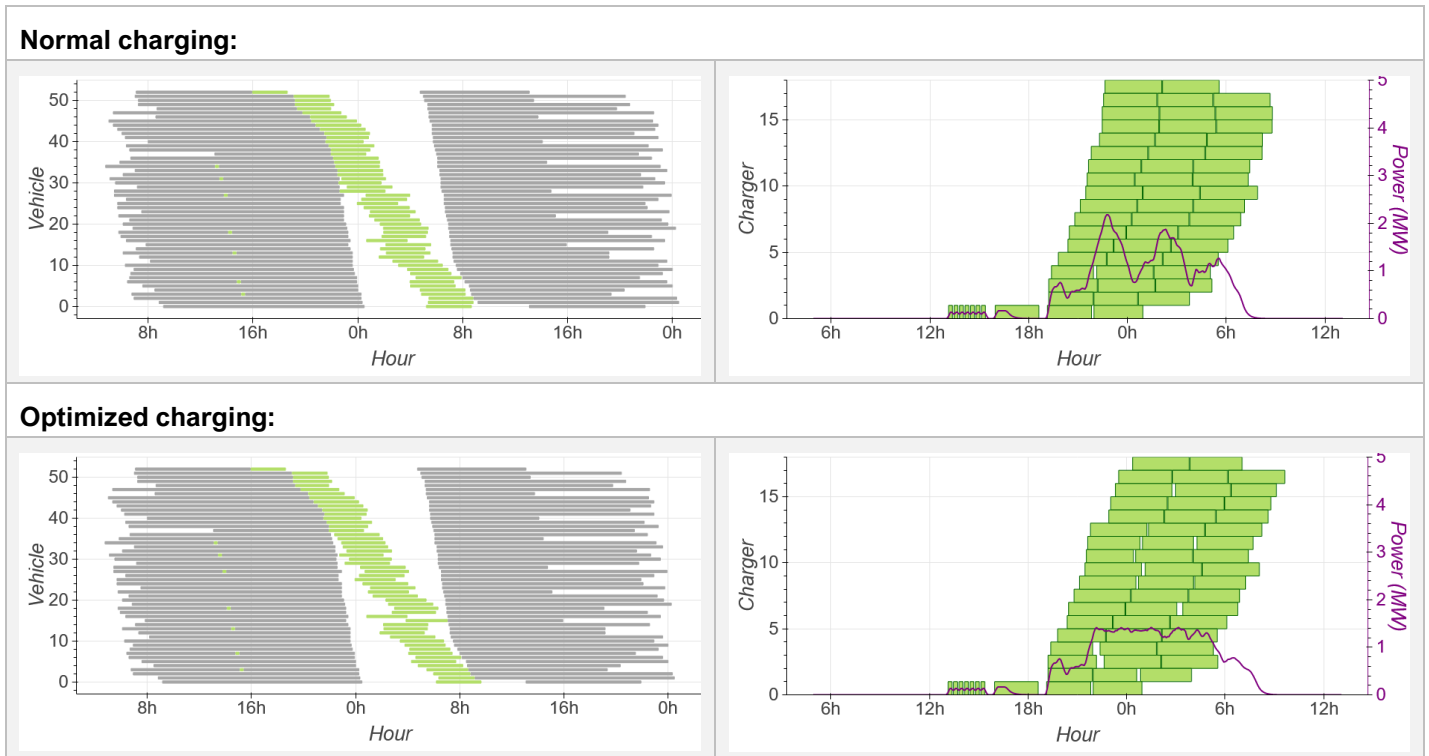 Normal charging:
50
40
30
20
10
0
Vehicle
8h 16h 0h 8h 16h 0h
Hour
15
10
5
0
Charger
5
4
3
2
1
0
Power (MW)
6h 12h 18h 0h 6h 12h
Hour
Optimized charging:
50
40
30
20
10
0
Vehicle
8h 16h 0h 8h 16h 0h
Hour
15
10
5
0
Charger
5
4
3
2
1
0
Power (MW)
6h 12h 18h 0h 6h 12h
Hour